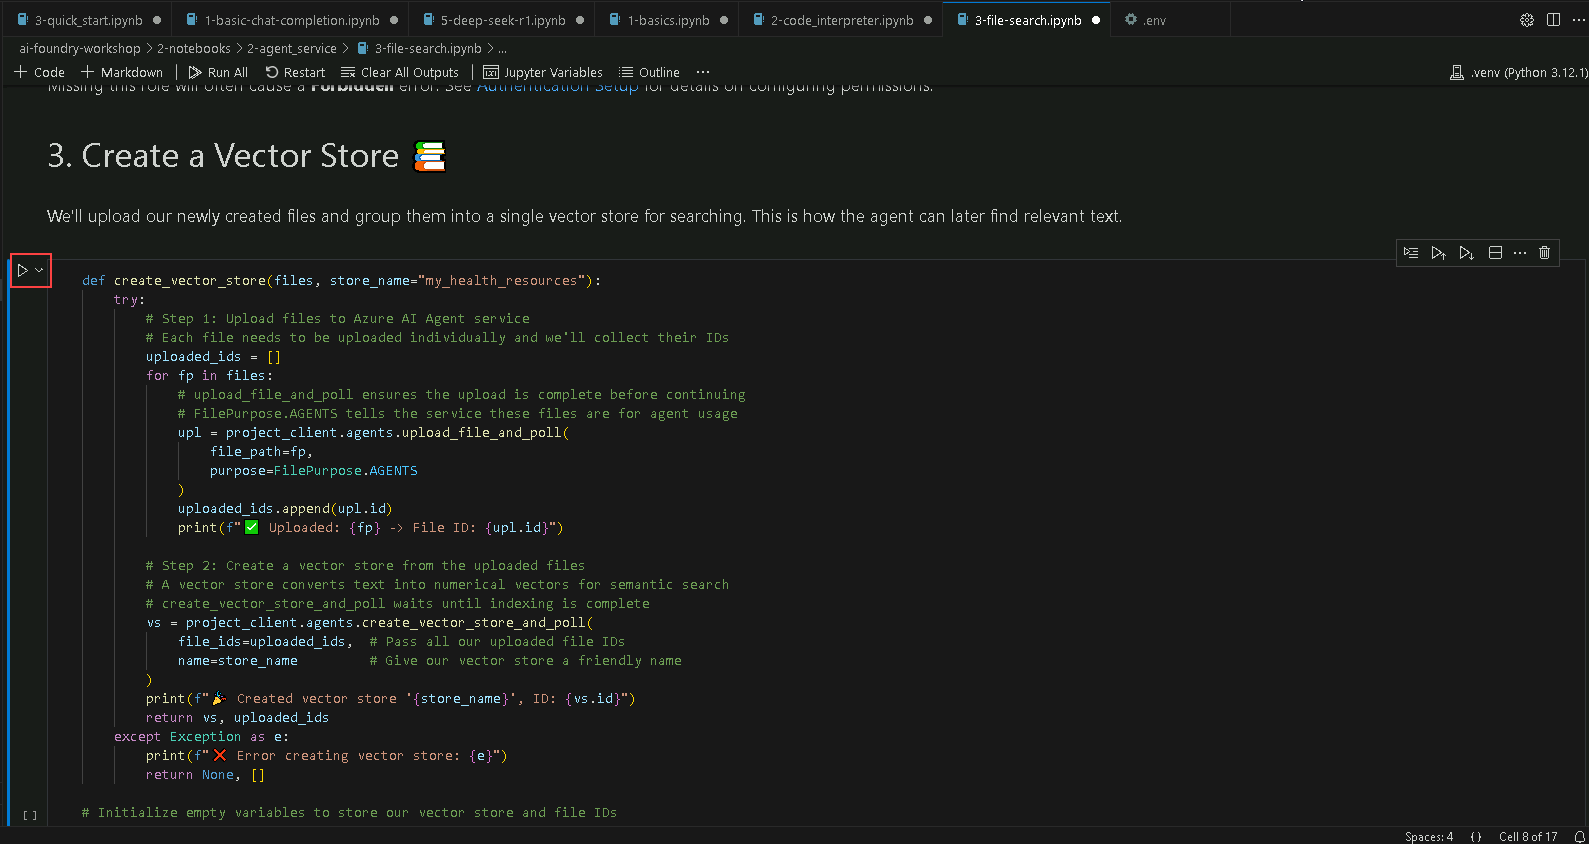 3-quick_start.ipynb 1-basic-chat-completion.ipynb 5-deep-seek-r1.ipynb 1-basics.ipynb 2-code_interpreter.ipynb 3-file-search.ipynb .env
ai-foundry-workshop > 2-notebooks > 2-agent_service > 3-file-search.ipynb > ...
+ Code + Markdown | Run All Restart Clear All Outputs | Jupyter Variables Outline ... .venv (Python 3.12.1)
Missing this role will often cause a Forbidden error. See Authentication Setup for details on configuring permissions.
3. Create a Vector Store 📚
We'll upload our newly created files and group them into a single vector store for searching. This is how the agent can later find relevant text.
def create_vector_store(files, store_name="my_health_resources"):
try:
# Step 1: Upload files to Azure AI Agent service
# Each file needs to be uploaded individually and we'll collect their IDs
uploaded_ids = []
for fp in files:
# upload_file_and_poll ensures the upload is complete before continuing
# FilePurpose.AGENTS tells the service these files are for agent usage
upl = project_client.agents.upload_file_and_poll(
file_path=fp,
purpose=FilePurpose.AGENTS
)
uploaded_ids.append(upl.id)
print(f"✅ Uploaded: {fp} -> File ID: {upl.id}")
# Step 2: Create a vector store from the uploaded files
# A vector store converts text into numerical vectors for semantic search
# create_vector_store_and_poll waits until indexing is complete
vs = project_client.agents.create_vector_store_and_poll(
file_ids=uploaded_ids, # Pass all our uploaded file IDs
name=store_name # Give our vector store a friendly name
)
print(f"🎉 Created vector store '{store_name}', ID: {vs.id}")
return vs, uploaded_ids
except Exception as e:
print(f"❌ Error creating vector store: {e}")
return None, []
[ ] # Initialize empty variables to store our vector store and file IDs
Spaces: 4 {} Cell 8 of 17